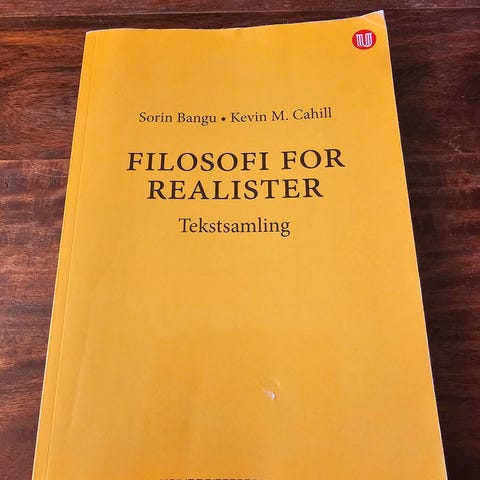 Sorin Bangu • Kevin M. Cahill
FILOSOFI FOR
REALISTER
Tekstsamling